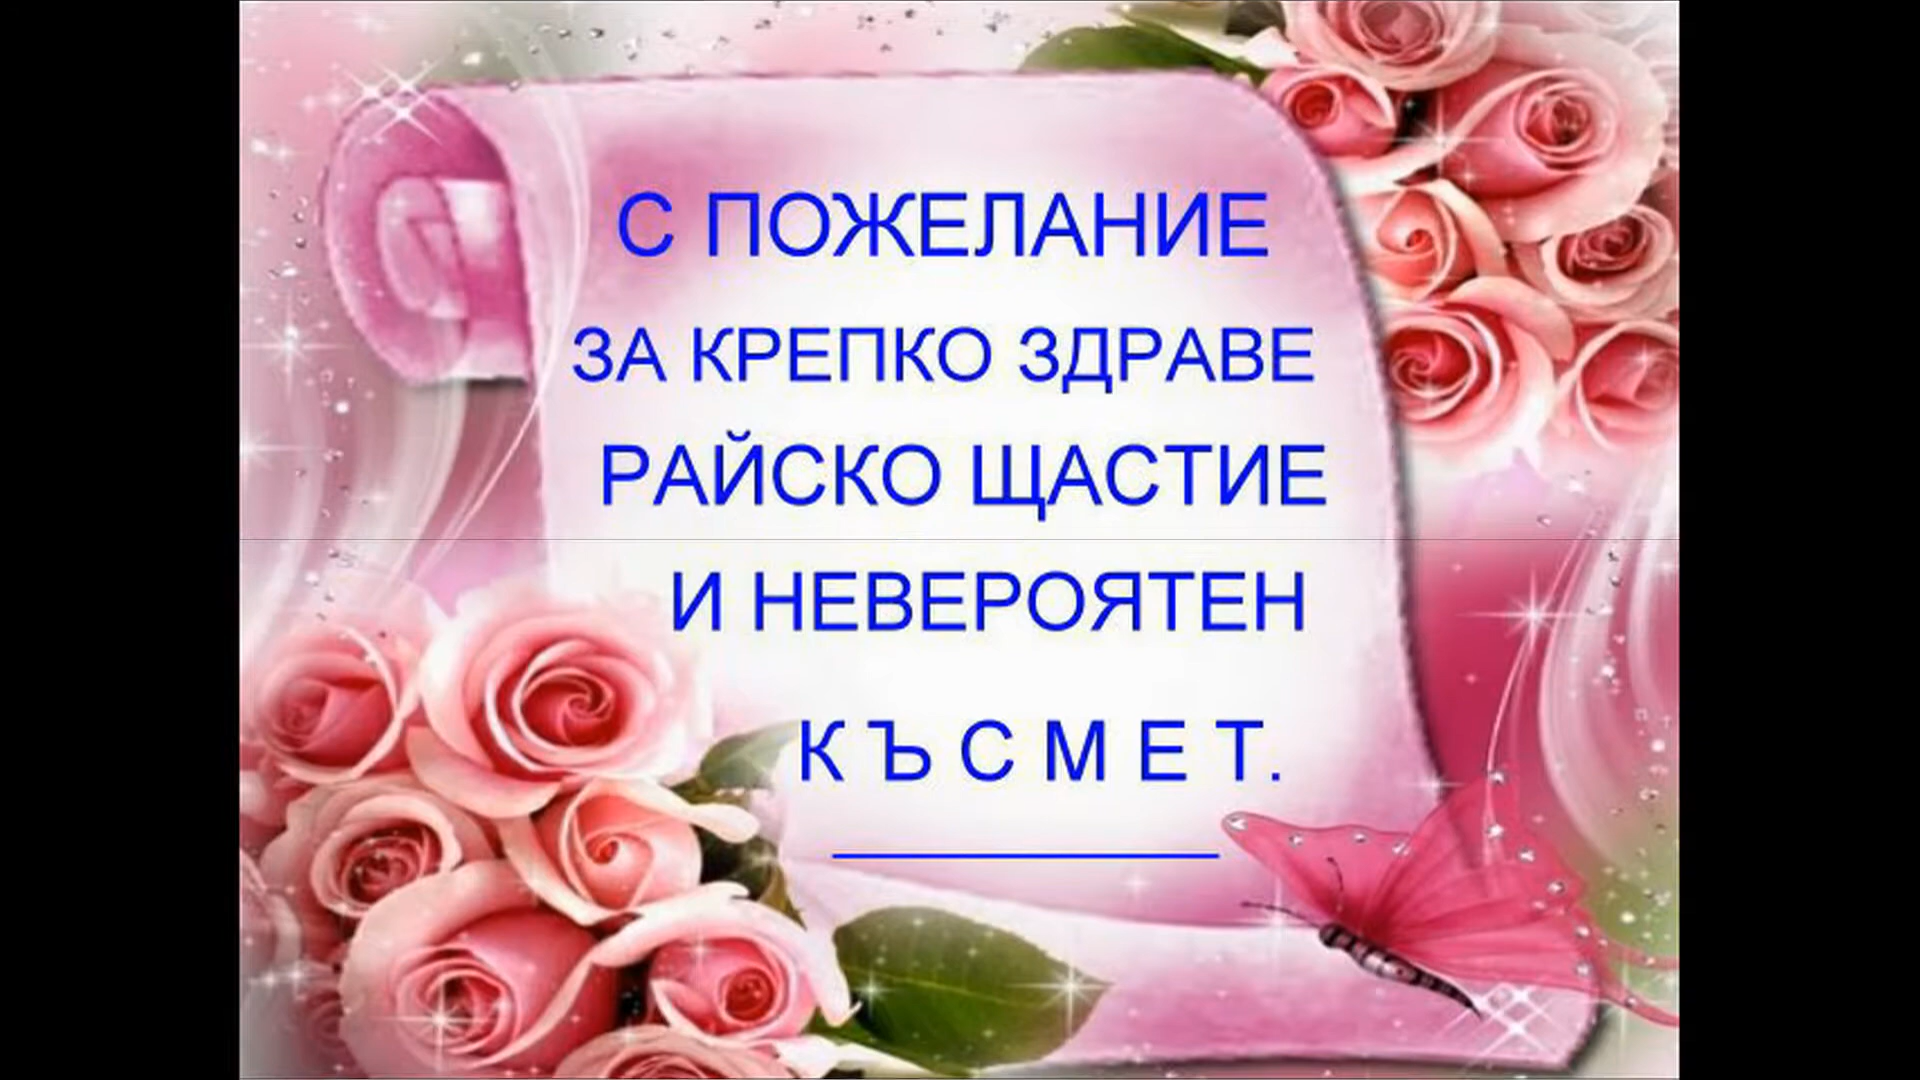 С ПОЖЕЛАНИЕ
ЗА КРЕПКО ЗДРАВЕ
РАЙСКО ЩАСТИЕ
И НЕВЕРОЯТЕН
К Ъ С М Е Т.